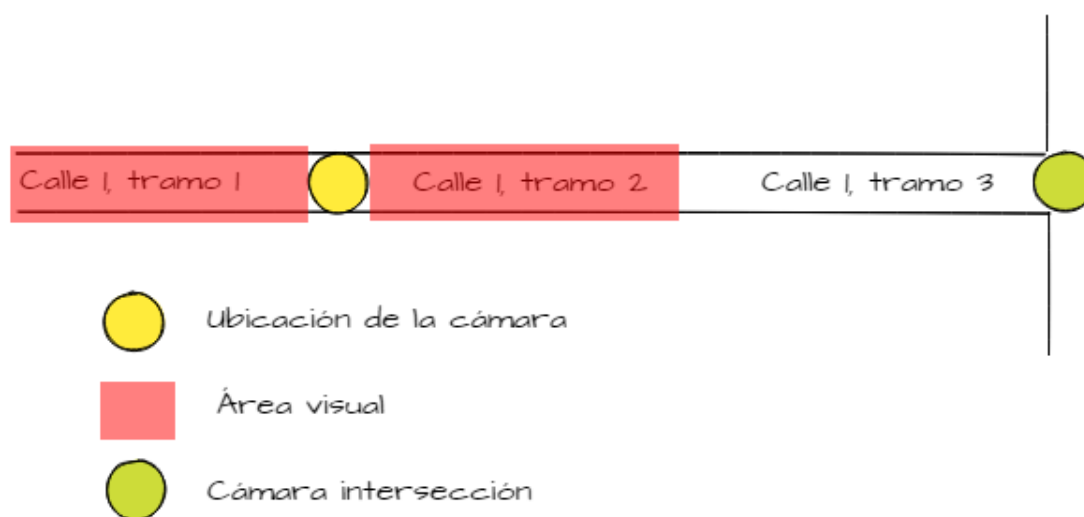 Calle 1, tramo 1
Calle 1, tramo 2
Calle 1, tramo 3
Ubicación de la cámara
Área visual
Cámara intersección